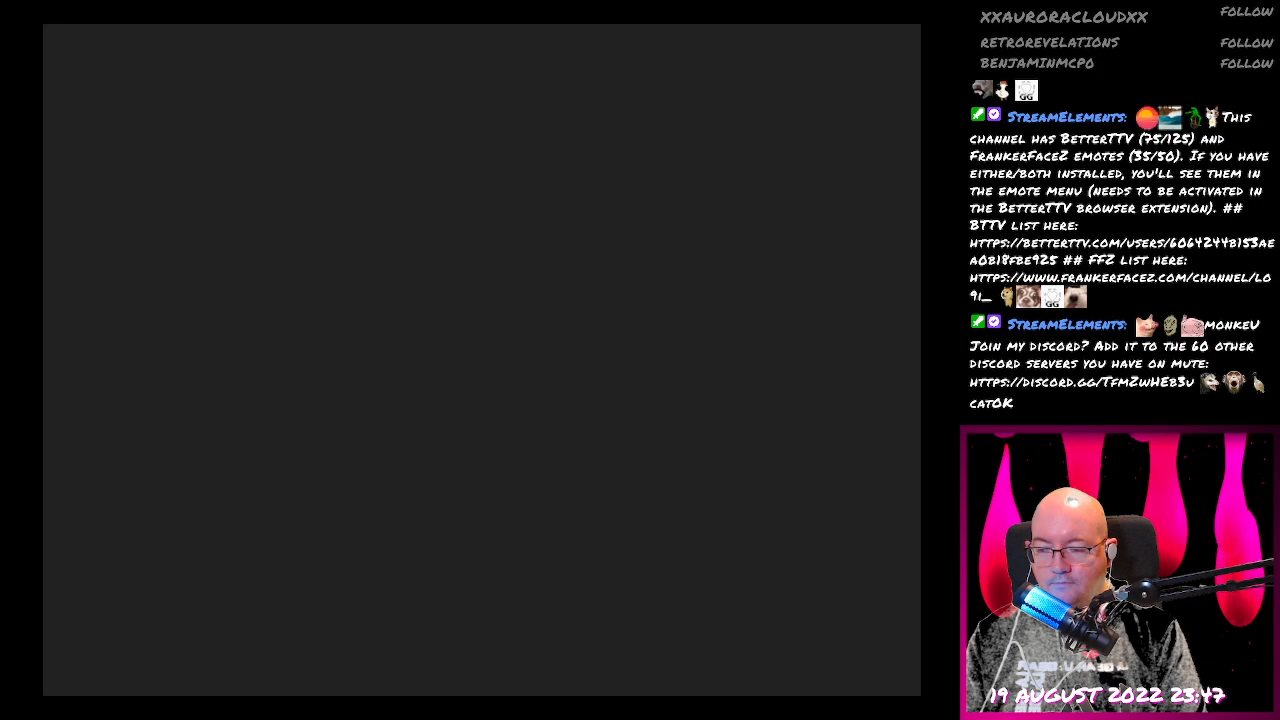 xxAuroraCloudxx Follow
RetroRevelations Follow
BenjaminMcPo Follow
GG
StreamElements: This
channel has BetterTTV (75/125) and
FrankerFaceZ emotes (35/50). If you have
either/both installed, you'll see them in
the emote menu (needs to be activated in
the BetterTTV browser extension). ##
BTTV list here:
https://betterttv.com/users/6064244b153ae
a0b18fbe925 ## FFZ list here:
https://www.frankerfacez.com/channel/lo
9i_ GG
StreamElements: monkeU
Join my discord? Add it to the 60 other
discord servers you have on mute:
https://discord.gg/TfmZwHEb3u
catOK
19 August 2022 23:47